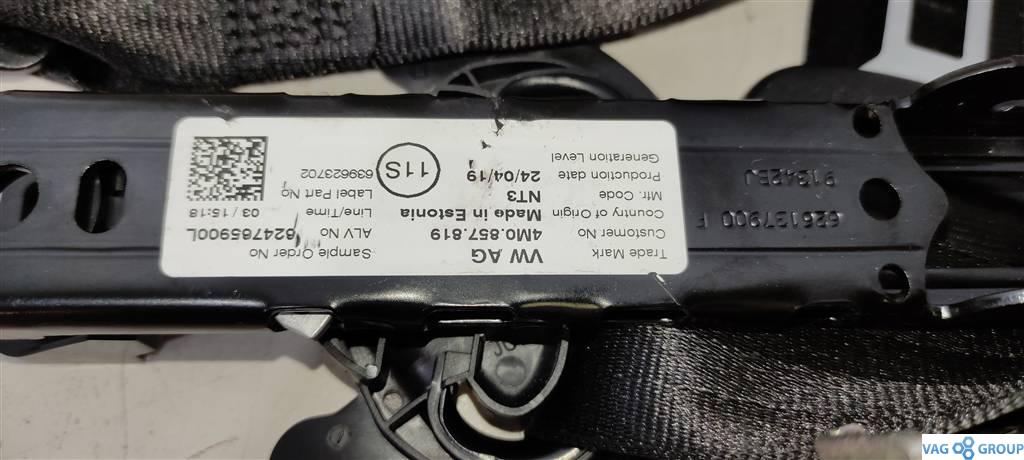 Trade Mark VW AG Sample Order No
Customer No 4M0.857.819 ALV No 624765900L
Country of Origin Made in Estonia Line/Time 03 / 15:18
Mfr. Code NT3 Label Part No 639623702
Production date 24/04/19
Generation Level
11S
626137900 F
VAG GROUP